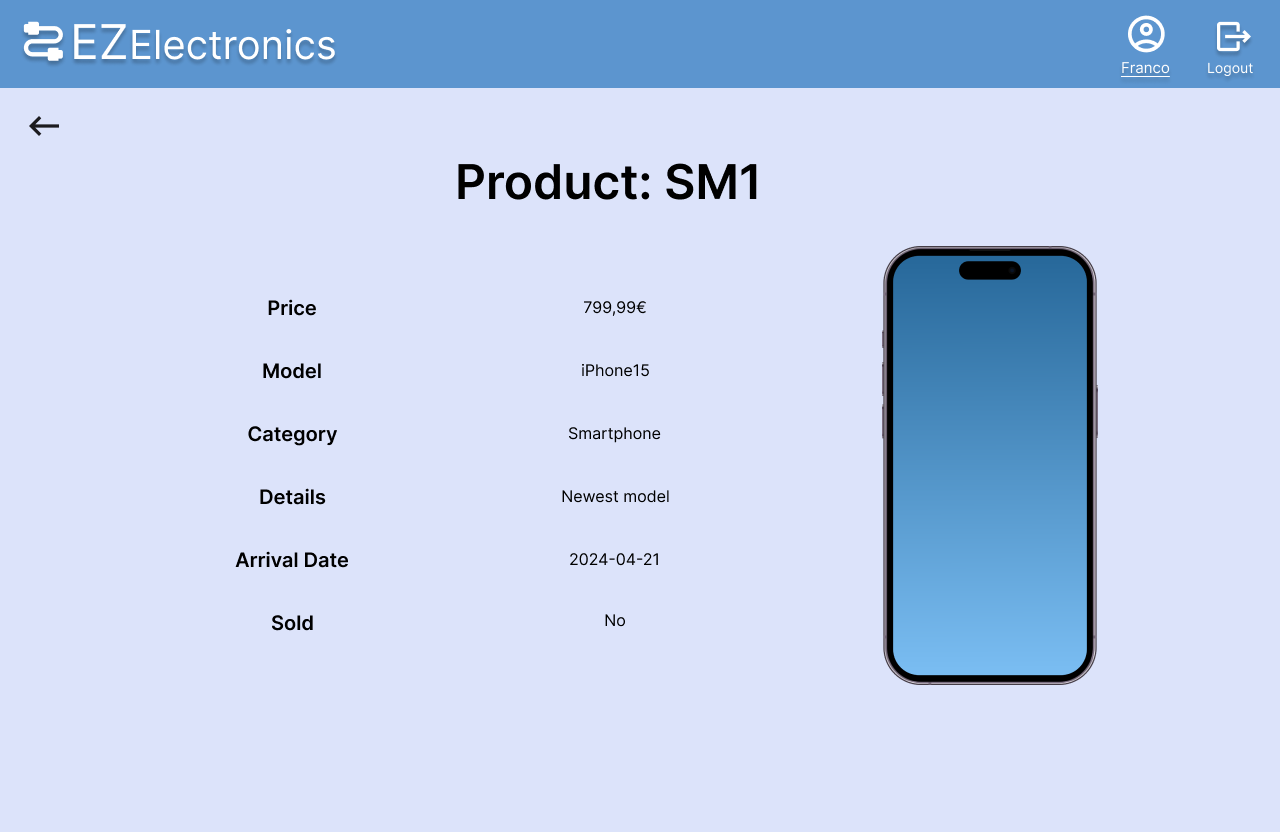 EZElectronics
Franco
Logout
Product: SM1
Price 799,99€
Model iPhone15
Category Smartphone
Details Newest model
Arrival Date 2024-04-21
Sold No